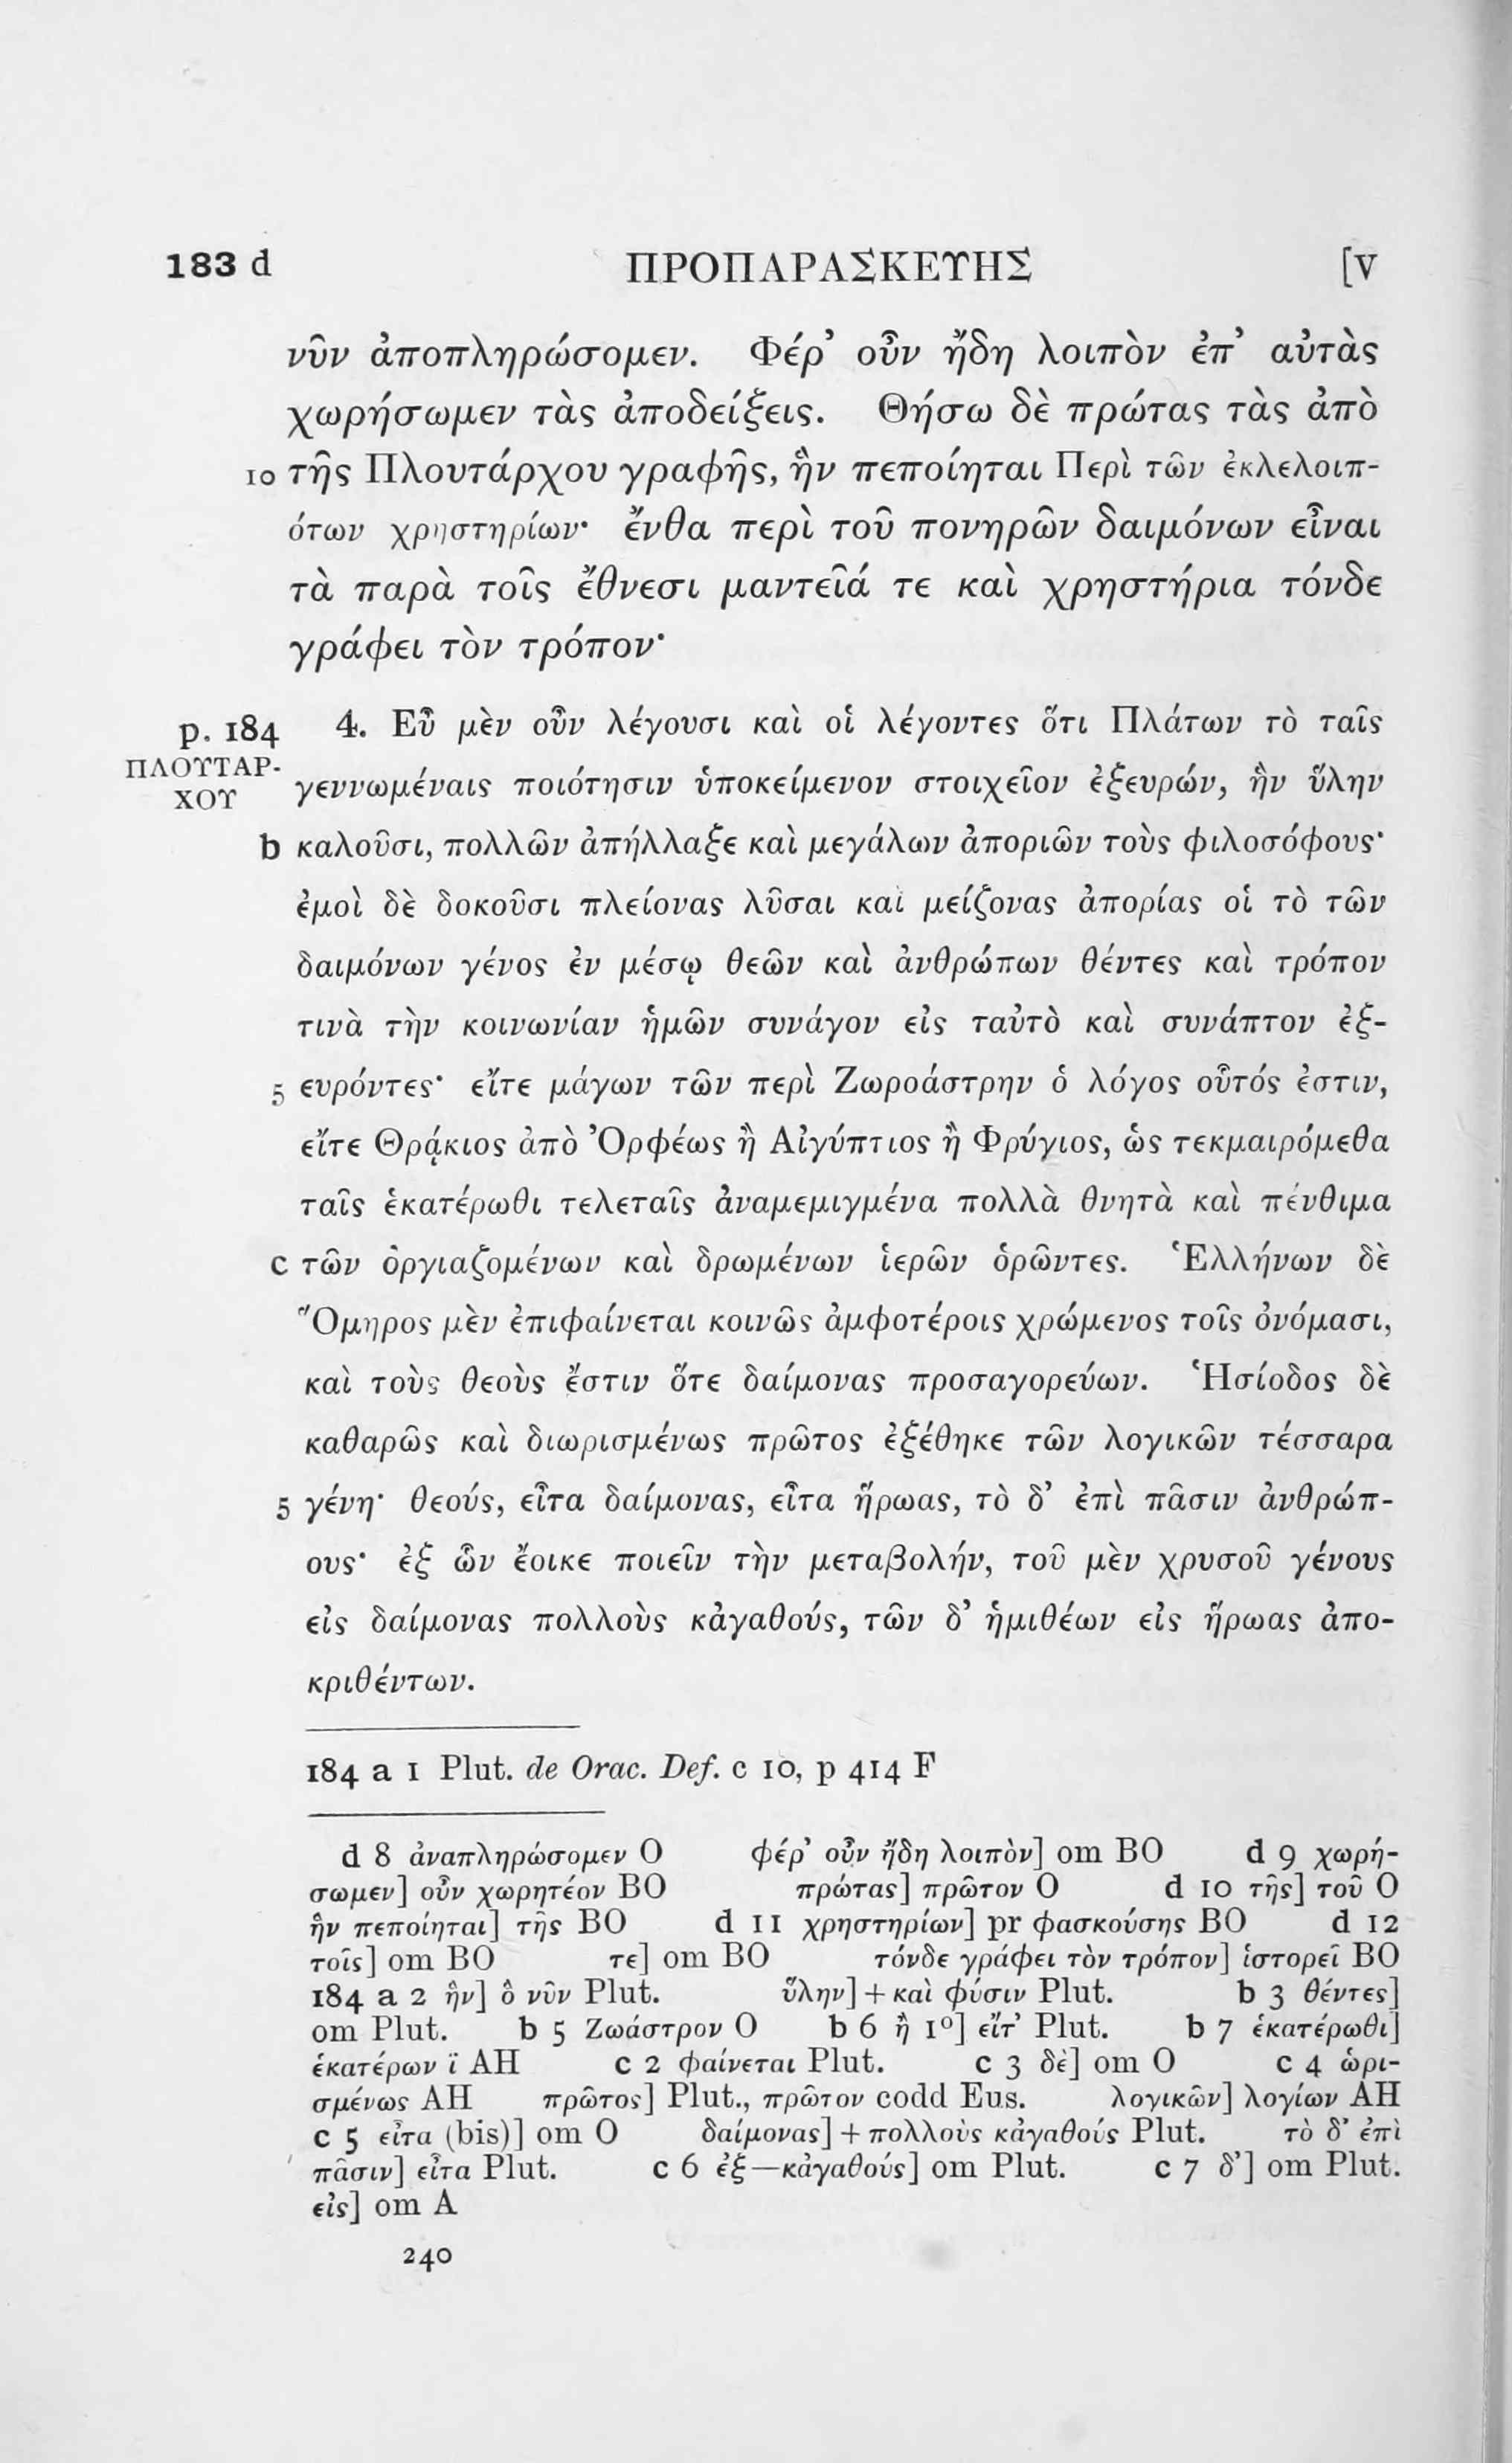 183 d ΠΡΟΠΑΡΑΣΚΕΥΗΣ [V
νῦν ἀποπληρώσομεν. Φέρ’ οὖν ἤδη λοιπὸν ἐπ’ αὐτὰς
χωρήσωμεν τὰς ἀποδείξεις. Θήσω δὲ πρώτας τὰς ἀπὸ
10 τῆς Πλουτάρχου γραφῆς, ἣν πεποίηται Περὶ τῶν ἐκλελοιπ-
ότων χρηστηρίων· ἔνθα περὶ τοῦ πονηρῶν δαιμόνων εἶναι
τὰ παρὰ τοῖς ἔθνεσι μαντεῖά τε καὶ χρηστήρια τόνδε
γράφει τὸν τρόπον·
p. 184 4. Εὖ μὲν οὖν λέγουσι καὶ οἱ λέγοντες ὅτι Πλάτων τὸ ταῖς
ΠΛΟΥΤΑΡ-
ΧΟΥ γεννωμέναις ποιότησιν ὑποκείμενον στοιχεῖον ἐξευρών, ἣν ὕλην
b καλοῦσι, πολλῶν ἀπήλλαξε καὶ μεγάλων ἀποριῶν τοὺς φιλοσόφους·
ἐμοὶ δὲ δοκοῦσι πλείονας λῦσαι καὶ μείζονας ἀπορίας οἱ τὸ τῶν
δαιμόνων γένος ἐν μέσῳ θεῶν καὶ ἀνθρώπων θέντες καὶ τρόπον
τινὰ τὴν κοινωνίαν ἡμῶν συνάγον εἰς ταὐτὸ καὶ συνάπτον ἐξ-
5 ευρόντες· εἴτε μάγων τῶν περὶ Ζωροάστρην ὁ λόγος οὗτός ἐστιν,
εἴτε Θρᾴκιος ἀπὸ Ὀρφέως ἢ Αἰγύπτιος ἢ Φρύγιος, ὡς τεκμαιρόμεθα
ταῖς ἑκατέρωθι τελεταῖς ἀναμεμιγμένα πολλὰ θνητὰ καὶ πένθιμα
c τῶν ὀργιαζομένων καὶ δρωμένων ἱερῶν ὁρῶντες. Ἑλλήνων δὲ
Ὅμηρος μὲν ἐπιφαίνεται κοινῶς ἀμφοτέροις χρώμενος τοῖς ὀνόμασι,
καὶ τοὺς θεοὺς ἔστιν ὅτε δαίμονας προσαγορεύων. Ἡσίοδος δὲ
καθαρῶς καὶ διωρισμένως πρῶτος ἐξέθηκε τῶν λογικῶν τέσσαρα
5 γένη· θεούς, εἶτα δαίμονας, εἶτα ἥρωας, τὸ δ’ ἐπὶ πᾶσιν ἀνθρώπ-
ους· ἐξ ὧν ἔοικε ποιεῖν τὴν μεταβολήν, τοῦ μὲν χρυσοῦ γένους
εἰς δαίμονας πολλοὺς κἀγαθούς, τῶν δ’ ἡμιθέων εἰς ἥρωας ἀπο-
κριθέντων.
184 a 1 Plut. de Orac. Def. c 10, p 414 F
d 8 ἀναπληρώσομεν O φέρ’ οὖν ἤδη λοιπὸν] om BO d 9 χωρή-
σωμεν] οὖν χωρητέον BO πρώτας] πρῶτον O d 10 τῆς] τοῦ O
ἣν πεποίηται] τῆς BO d 11 χρηστηρίων] pr φασκούσης BO d 12
τοῖς] om BO τε] om BO τόνδε γράφει τὸν τρόπον] ἱστορεῖ BO
184 a 2 ἣν] ὃ νῦν Plut. ὕλην] + καὶ φύσιν Plut. b 3 θέντες]
om Plut. b 5 Ζωάστρον O b 6 ἢ 1º] εἴτ’ Plut. b 7 ἑκατέρωθι]
ἑκατέρων ϊ AH c 2 φαίνεται Plut. c 3 δὲ] om O c 4 ὡρι-
σμένως AH πρῶτος] Plut., πρῶτον codd Eus. λογικῶν] λογίων AH
c 5 εἶτα (bis)] om O δαίμονας] + πολλοὺς κἀγαθούς Plut. τὸ δ’ ἐπὶ
πᾶσιν] εἶτα Plut. c 6 ἐξ—κἀγαθούς] om Plut. c 7 δ’] om Plut.
εἰς] om A
240